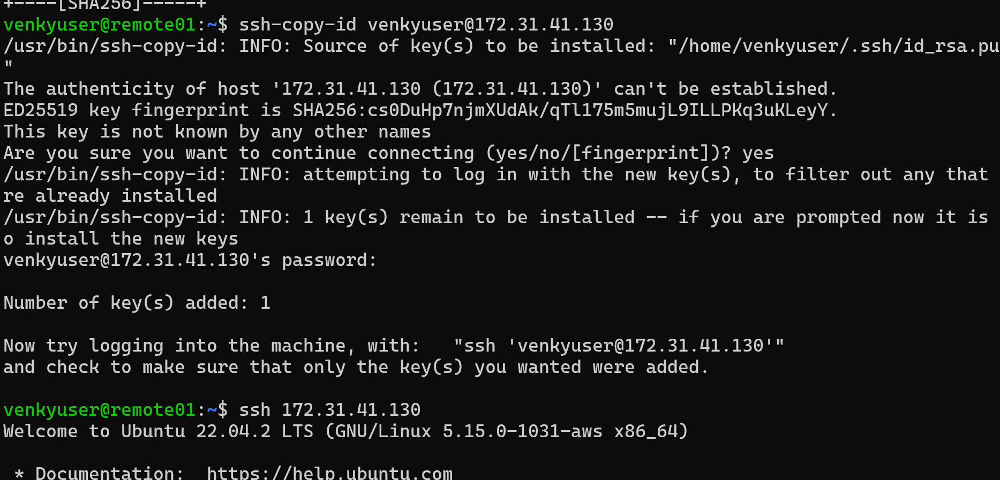 +----[SHA256]-----+
venkyuser@remote01:~$ ssh-copy-id venkyuser@172.31.41.130
/usr/bin/ssh-copy-id: INFO: Source of key(s) to be installed: "/home/venkyuser/.ssh/id_rsa.pu
"
The authenticity of host '172.31.41.130 (172.31.41.130)' can't be established.
ED25519 key fingerprint is SHA256:cs0DuHp7njmXUdAk/qTl175m5mujL9ILLPKq3uKLeyY.
This key is not known by any other names
Are you sure you want to continue connecting (yes/no/[fingerprint])? yes
/usr/bin/ssh-copy-id: INFO: attempting to log in with the new key(s), to filter out any that
re already installed
/usr/bin/ssh-copy-id: INFO: 1 key(s) remain to be installed -- if you are prompted now it is
o install the new keys
venkyuser@172.31.41.130's password:
Number of key(s) added: 1
Now try logging into the machine, with:   "ssh 'venkyuser@172.31.41.130'"
and check to make sure that only the key(s) you wanted were added.
venkyuser@remote01:~$ ssh 172.31.41.130
Welcome to Ubuntu 22.04.2 LTS (GNU/Linux 5.15.0-1031-aws x86_64)
 * Documentation:  https://help.ubuntu.com